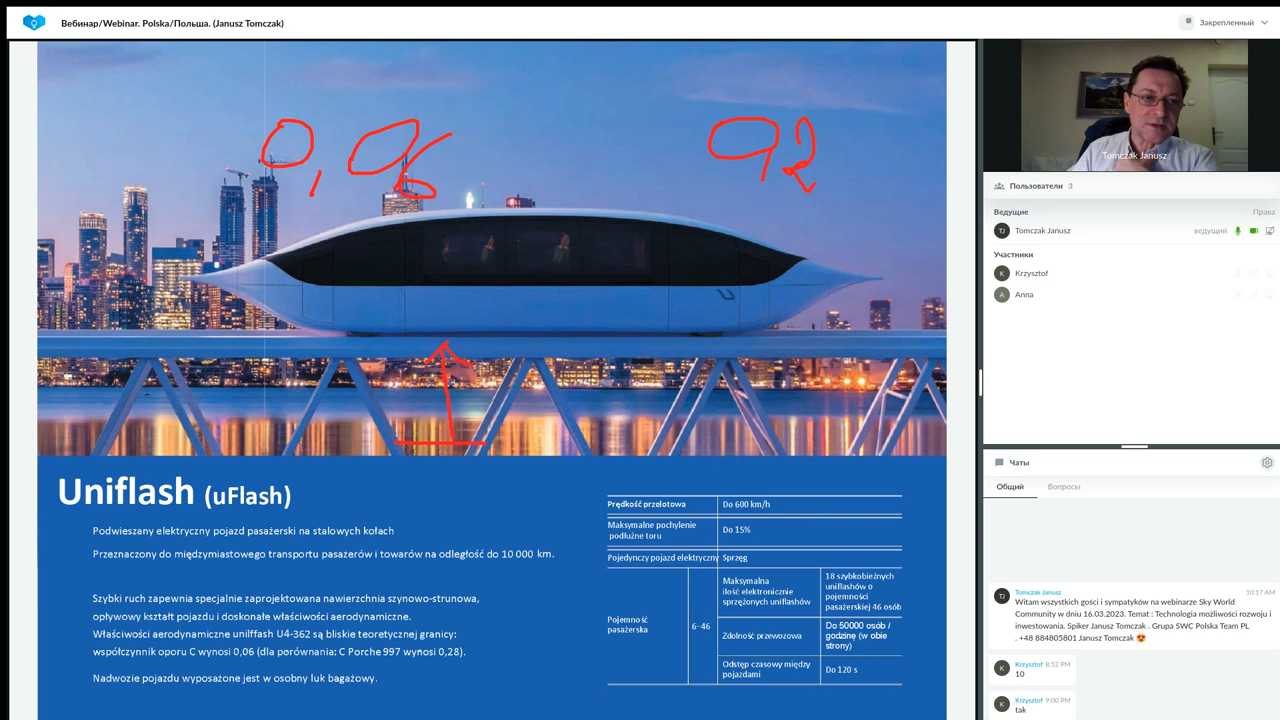 Вебинар/Webinar. Polska/Польша. (Janusz Tomczak)
Закрепленный
Tomczak Janusz
Пользователи 3
Ведущие
Права
TJ
Tomczak Janusz
ведущий
Участники
K
Krzysztof
A
Anna
Чаты
Общий
Вопросы
TJ
Tomczak Janusz
10:17 AM
Witam wszystkich gości i sympatyków na webinarze Sky World
Community w dniu 16.03.2023. Temat : Technologia możliwości rozwoju i
inwestowania. Spiker Janusz Tomczak . Grupa SWC Polska Team PL
. +48 884805801 Janusz Tomczak 😍
K
Krzysztof 8:52 PM
10
K
Krzysztof 9:00 PM
tak
Uniflash (uFlash)
Podwieszany elektryczny pojazd pasażerski na stalowych kołach
Przeznaczony do międzymiastowego transportu pasażerów i towarów na odległość do 10 000 km.
Szybki ruch zapewnia specjalnie zaprojektowana nawierzchnia szynowo-strunowa,
opływowy kształt pojazdu i doskonałe właściwości aerodynamiczne.
Właściwości aerodynamiczne unilffash U4-362 są bliskie teoretycznej granicy:
współczynnik oporu C wynosi 0,06 (dla porównania: C Porche 997 wynosi 0,28).
Nadwozie pojazdu wyposażone jest w osobny luk bagażowy.
Prędkość przelotowa
Do 600 km/h
Maksymalne pochylenie
podłużne toru
Do 15%
Pojedynczy pojazd elektryczny
Sprzęg
Pojemność
pasażerska
6–46
Maksymalna
ilość elektronicznie
sprzężonych uniflashów
18 szybkobieżnych
uniflashów o
pojemności
pasażerskiej 46 osób
Zdolność przewozowa
Do 50000 osób /
godzinę (w obie
strony)
Odstęp czasowy między
pojazdami
Do 120 s